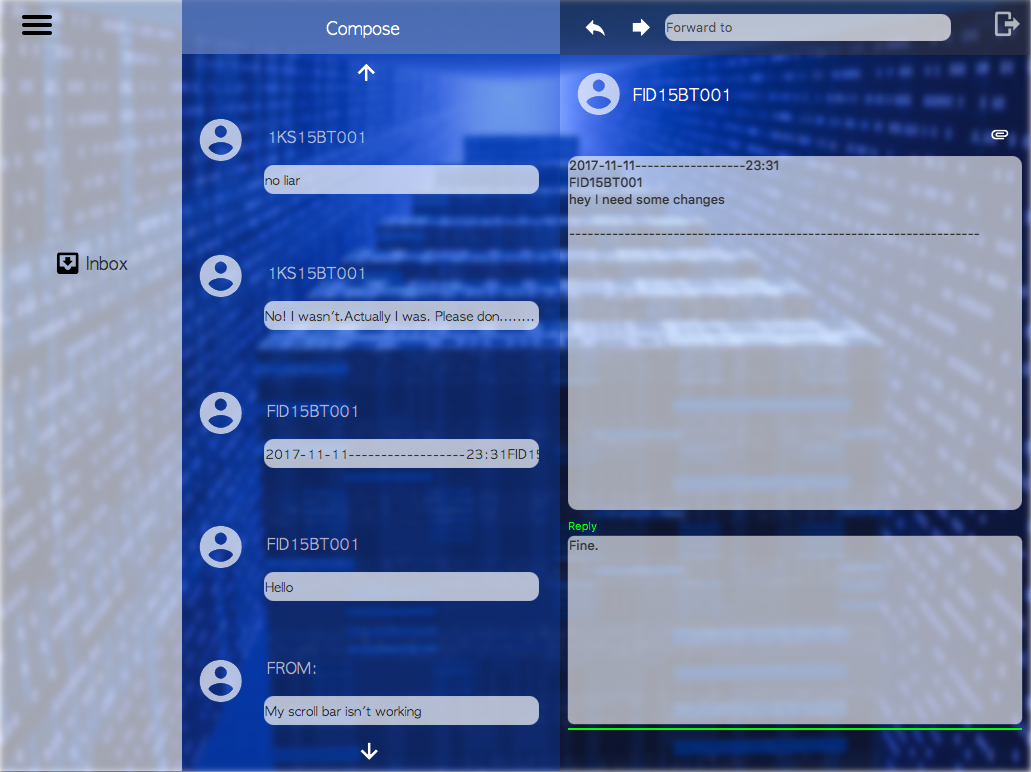 Compose
Forward to
Inbox
1KS15BT001
no liar
1KS15BT001
No! I wasn't.Actually I was. Please don........
FID15BT001
2017-11-11------------------23:31FID15
FID15BT001
Hello
FROM:
My scroll bar isn't working
FID15BT001
2017-11-11------------------23:31
FID15BT001
hey I need some changes
--------------------------------------------------------------------
Reply
Fine.